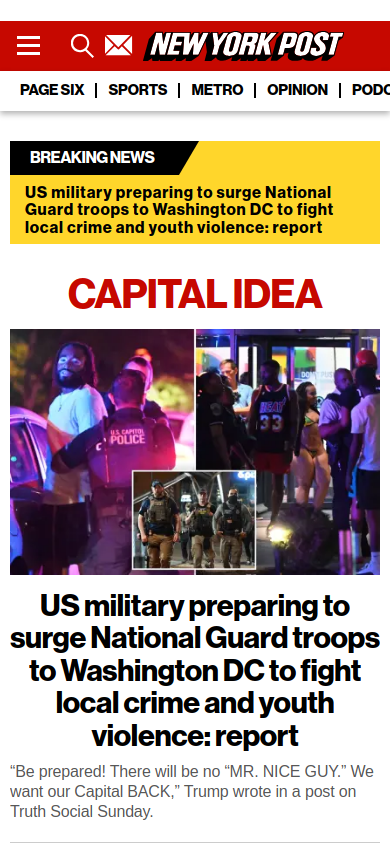 NEW YORK POST
PAGE SIX | SPORTS | METRO | OPINION | PODC
BREAKING NEWS
US military preparing to surge National
Guard troops to Washington DC to fight
local crime and youth violence: report
CAPITAL IDEA
U.S. CAPITOL
POLICE
33
US military preparing to
surge National Guard troops
to Washington DC to fight
local crime and youth
violence: report
“Be prepared! There will be no “MR. NICE GUY.” We
want our Capital BACK,” Trump wrote in a post on
Truth Social Sunday.